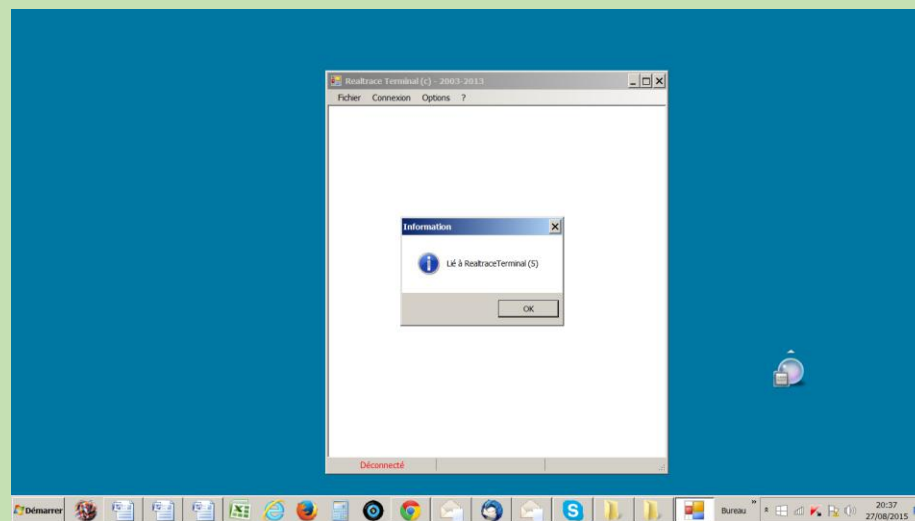 Realtrace Terminal (c) - 2003-2013
Fichier Connexion Options ?
Information
Lié à RealtraceTerminal (S)
OK
Déconnecté
Démarrer
Bureau
20:37
27/08/2015